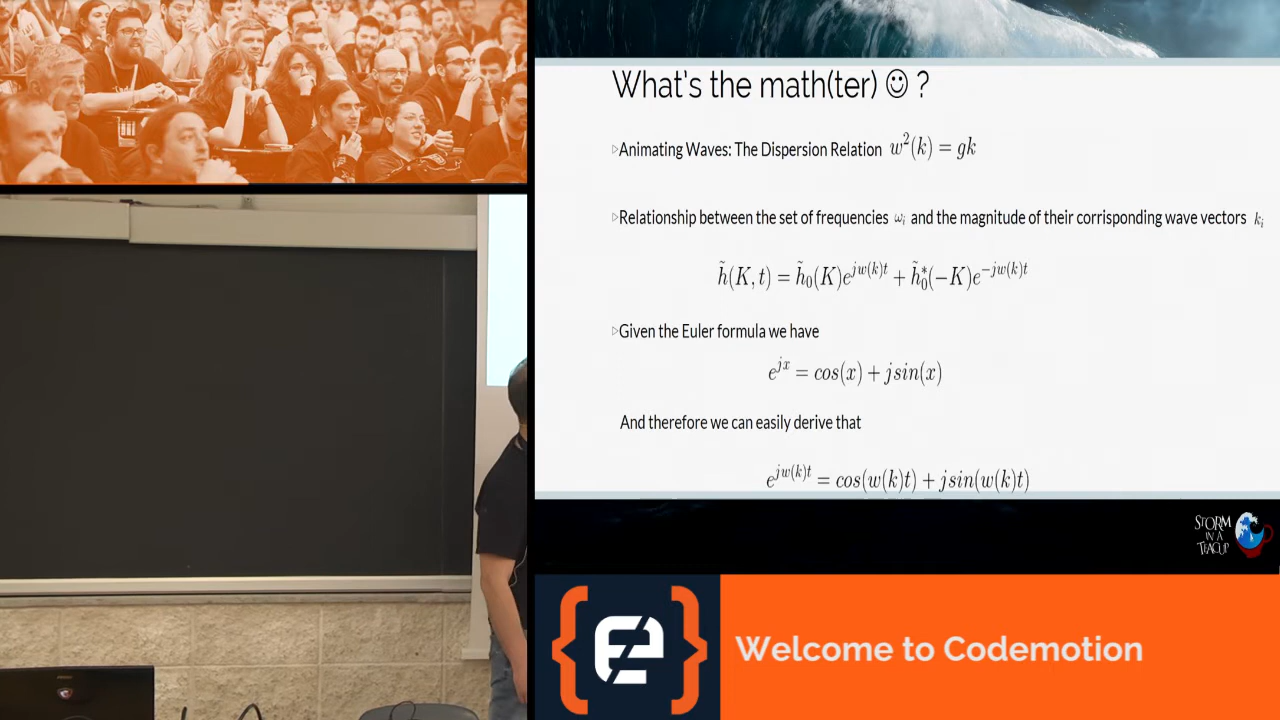 What's the math(ter) ☺ ?
▷Animating Waves: The Dispersion Relation w²(k) = gk
▷Relationship between the set of frequencies ωᵢ and the magnitude of their corrisponding wave vectors kᵢ
h̃(K, t) = h̃₀(K)e^{jw(k)t} + h̃₀*(−K)e^{−jw(k)t}
▷Given the Euler formula we have
e^{jx} = cos(x) + jsin(x)
And therefore we can easily derive that
e^{jw(k)t} = cos(w(k)t) + jsin(w(k)t)
STORM
IN A
TEACUP
Welcome to Codemotion